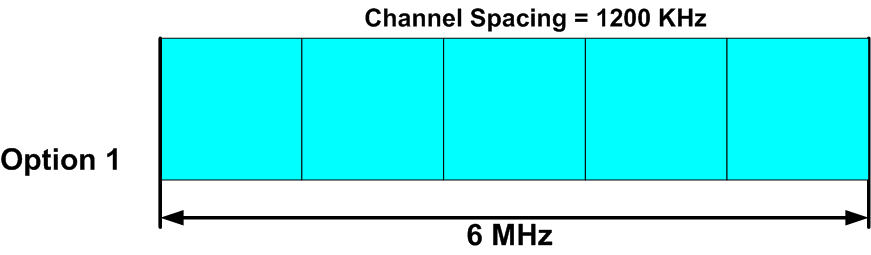 Channel Spacing = 1200 KHz
Option 1
6 MHz